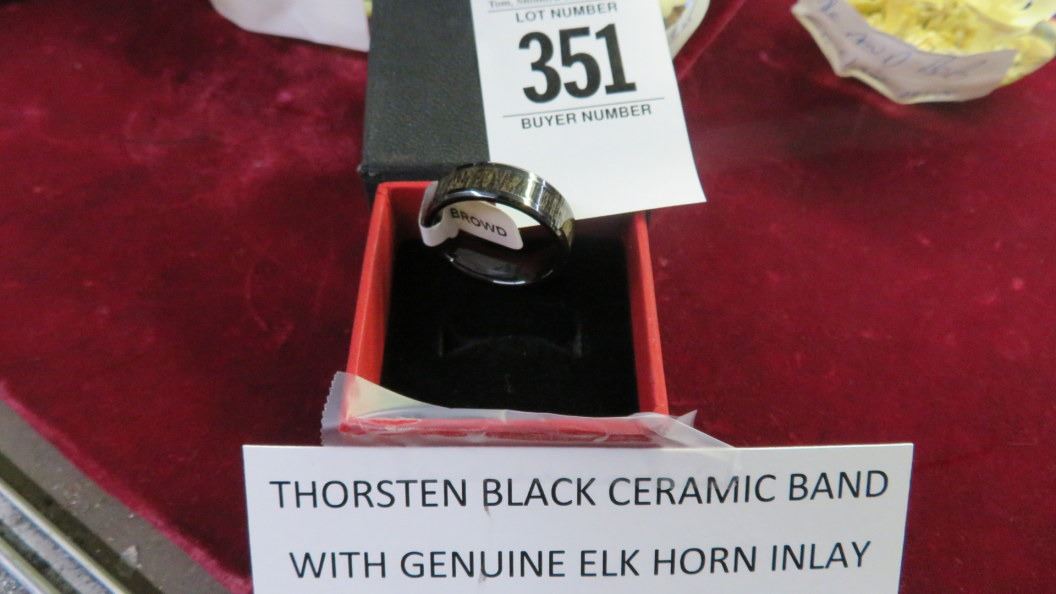 LOT NUMBER
351
BUYER NUMBER
BROWD
THORSTEN BLACK CERAMIC BAND
WITH GENUINE ELK HORN INLAY